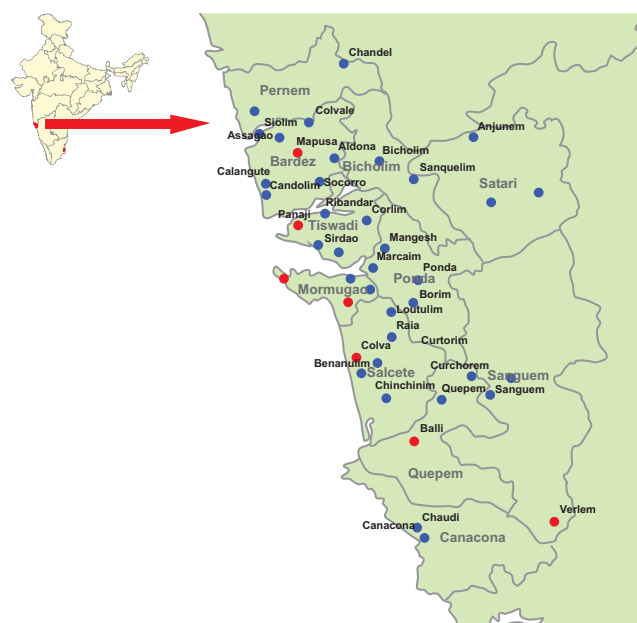 Chandel
Pernem
Colvale
Siolim
Anjunem
Assagao
Mapusa
Aldona
Bicholim
Bardez
Bicholim
Sanquelim
Calangute
Socorro
Satari
Candolim
Ribandar
Panaji
Corlim
Tiswadi
Sirdao
Mangesh
Marcaim
Ponda
Ponda
Mormugao
Borim
Loutulim
Raia
Colva
Curtorim
Benanulim
Curchorem
Salcete
Sanguem
Chinchinim
Quepem
Sanguem
Balli
Quepem
Verlem
Chaudi
Canacona
Canacona